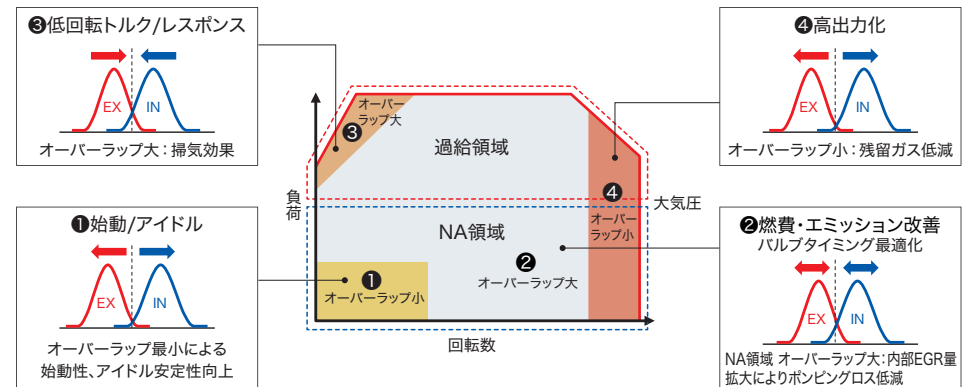 ❸低回転トルク/レスポンス
EX
IN
オーバーラップ大：掃気効果
❶始動/アイドル
EX
IN
オーバーラップ最小による
始動性、アイドル安定性向上
オーバー
ラップ大
❸
過給領域
負荷
NA領域
❶
オーバーラップ小
❷
オーバーラップ大
❹
オーバー
ラップ小
大気圧
回転数
❹高出力化
EX
IN
オーバーラップ小：残留ガス低減
❷燃費・エミッション改善
バルブタイミング最適化
EX
IN
NA領域 オーバーラップ大：内部EGR量
拡大によりポンピングロス低減